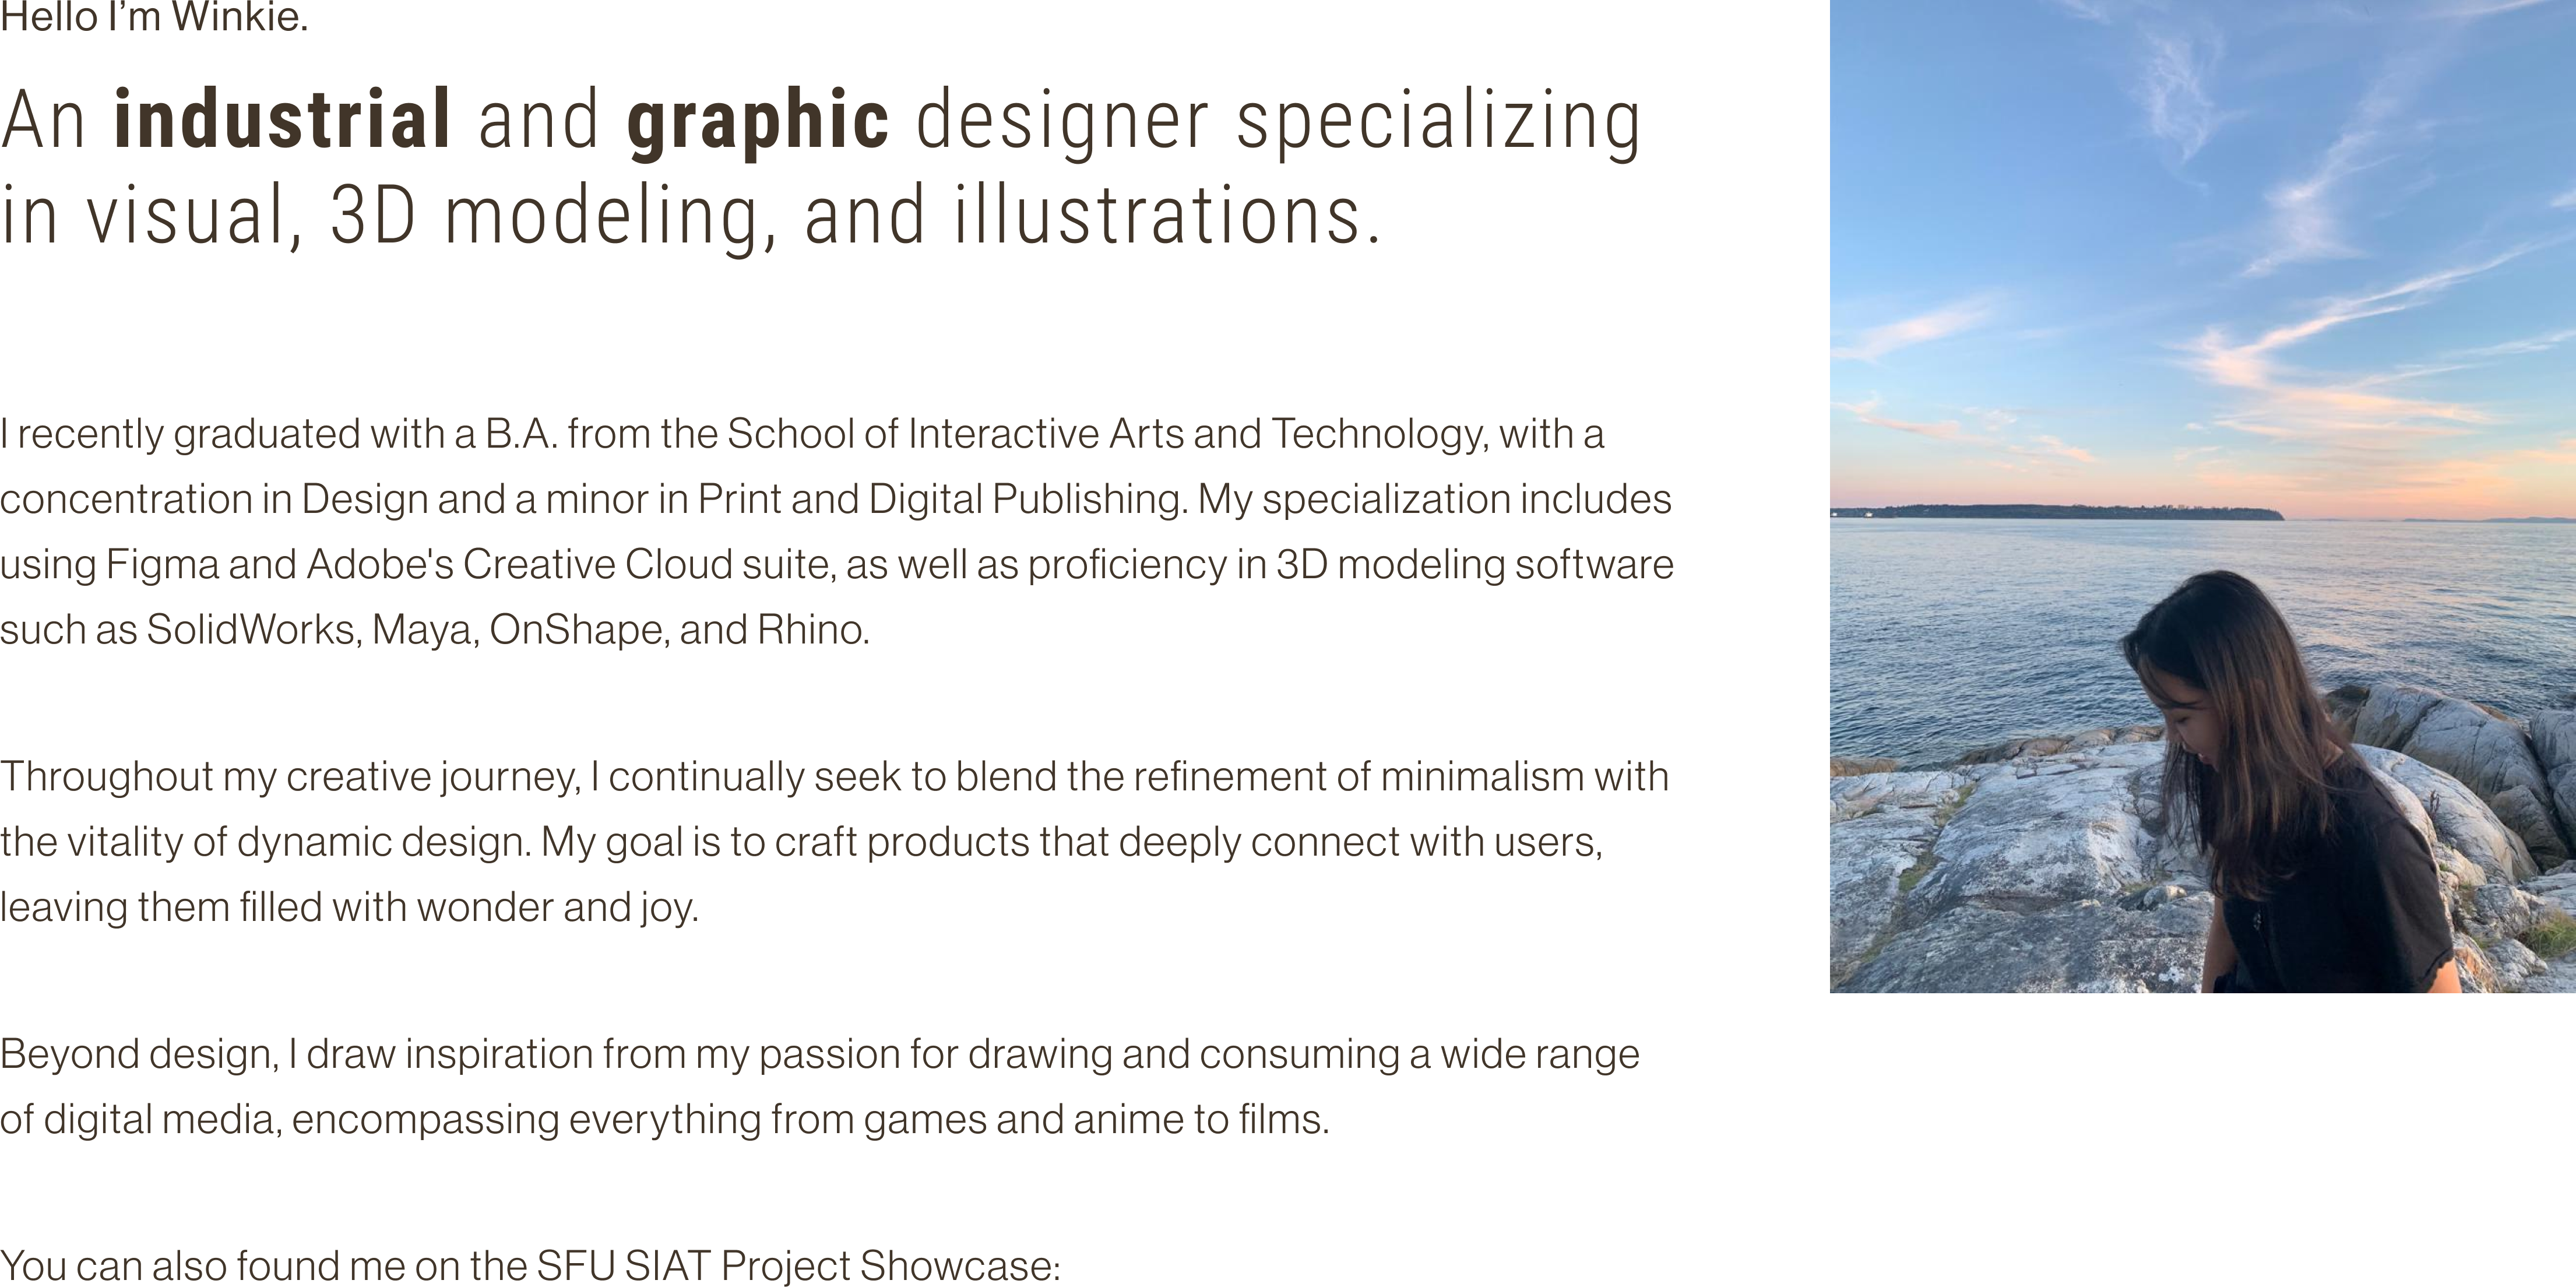 Hello I’m Winkie.
An industrial and graphic designer specializing
in visual, 3D modeling, and illustrations.
I recently graduated with a B.A. from the School of Interactive Arts and Technology, with a
concentration in Design and a minor in Print and Digital Publishing. My specialization includes
using Figma and Adobe's Creative Cloud suite, as well as proficiency in 3D modeling software
such as SolidWorks, Maya, OnShape, and Rhino.
Throughout my creative journey, I continually seek to blend the refinement of minimalism with
the vitality of dynamic design. My goal is to craft products that deeply connect with users,
leaving them filled with wonder and joy.
Beyond design, I draw inspiration from my passion for drawing and consuming a wide range
of digital media, encompassing everything from games and anime to films.
You can also found me on the SFU SIAT Project Showcase: